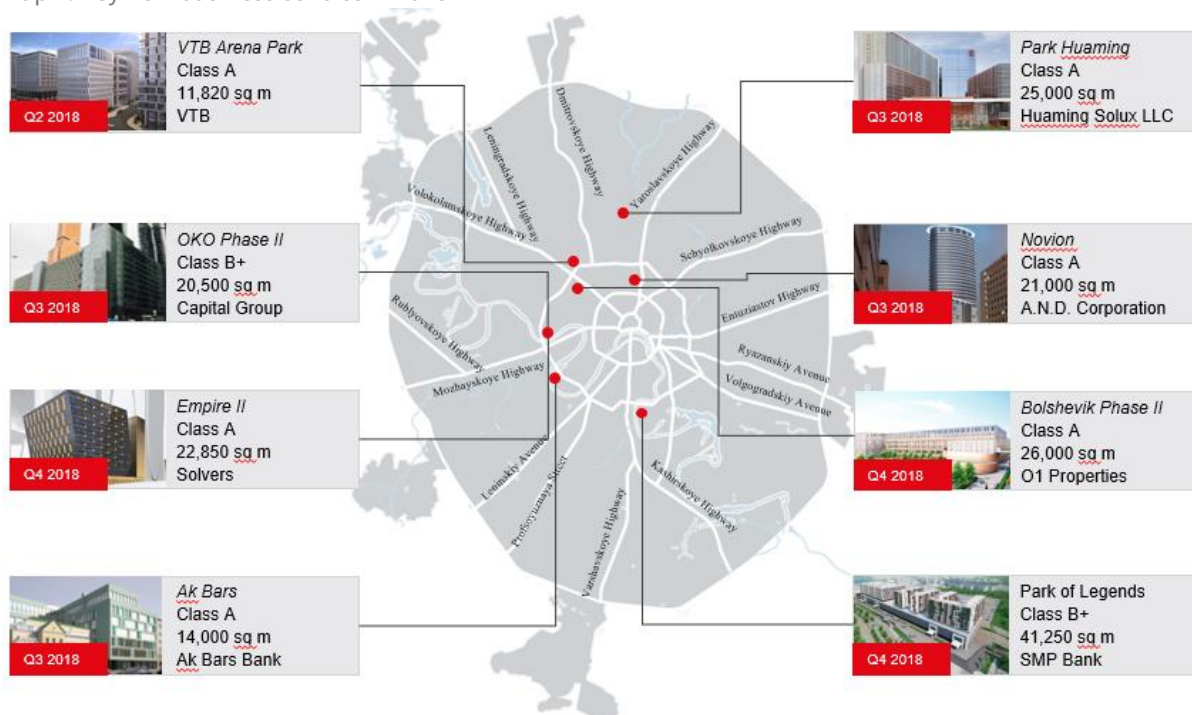 VTB Arena Park
Class A
11,820 sq m
VTB
Q2 2018
OKO Phase II
Class B+
20,500 sq m
Capital Group
Q3 2018
Empire II
Class A
22,850 sq m
Solvers
Q4 2018
Ak Bars
Class A
14,000 sq m
Ak Bars Bank
Q3 2018
Dmitrovskoye Highway
Leningradskoye Highway
Yaroslavskoye Highway
Volokolamskoye Highway
Schyolkovskoye Highway
Rublyovskoye Highway
Entuziastov Highway
Ryazanskiy Avenue
Mozhayskoye Highway
Volgogradskiy Avenue
Leninskiy Avenue
Profsoyuznaya Street
Kashirskoye Highway
Varshavskoye Highway
Park Huaming
Class A
25,000 sq m
Huaming Solux LLC
Q3 2018
Novion
Class A
21,000 sq m
A.N.D. Corporation
Q3 2018
Bolshevik Phase II
Class A
26,000 sq m
O1 Properties
Q4 2018
Park of Legends
Class B+
41,250 sq m
SMP Bank
Q4 2018